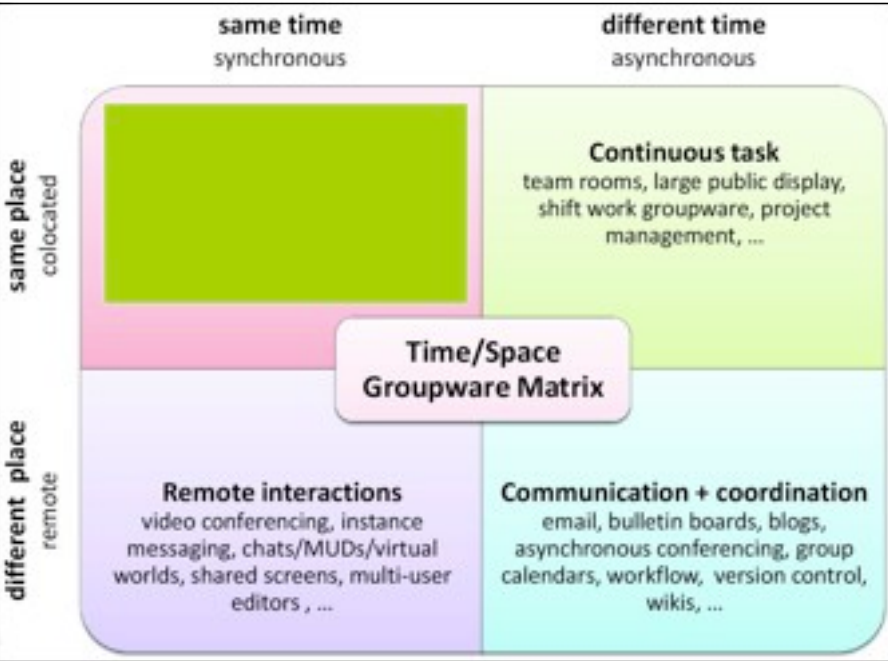 same time
synchronous
different time
asynchronous
same place
colocated
Continuous task
team rooms, large public display,
shift work groupware, project
management, ...
Time/Space
Groupware Matrix
different place
remote
Remote interactions
video conferencing, instance
messaging, chats/MUDs/virtual
worlds, shared screens, multi-user
editors , ...
Communication + coordination
email, bulletin boards, blogs,
asynchronous conferencing, group
calendars, workflow, version control,
wikis, ...